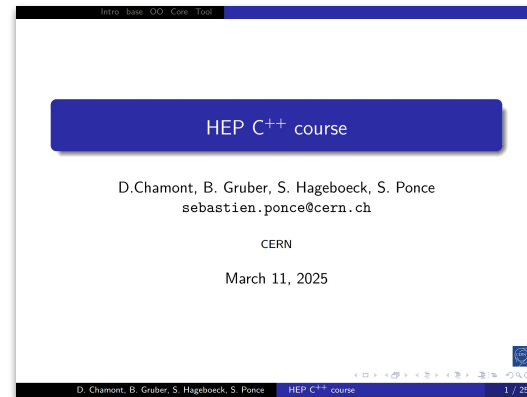 Intro base OO Core Tool
HEP C++ course
D.Chamont, B. Gruber, S. Hageboeck, S. Ponce
sebastien.ponce@cern.ch
CERN
March 11, 2025
D. Chamont, B. Gruber, S. Hageboeck, S. Ponce HEP C++ course 1 /